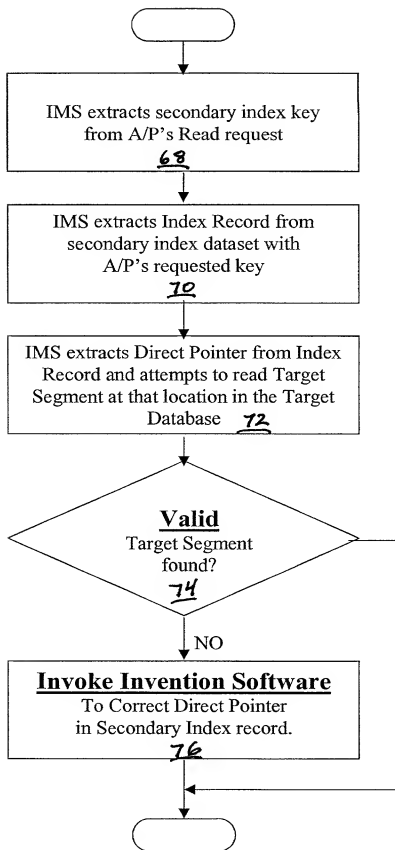 IMS extracts secondary index key
from A/P's Read request
68
IMS extracts Index Record from
secondary index dataset with
A/P's requested key
70
IMS extracts Direct Pointer from Index
Record and attempts to read Target
Segment at that location in the Target
Database 72
Valid
Target Segment
found?
74
NO
Invoke Invention Software
To Correct Direct Pointer
in Secondary Index record.
76